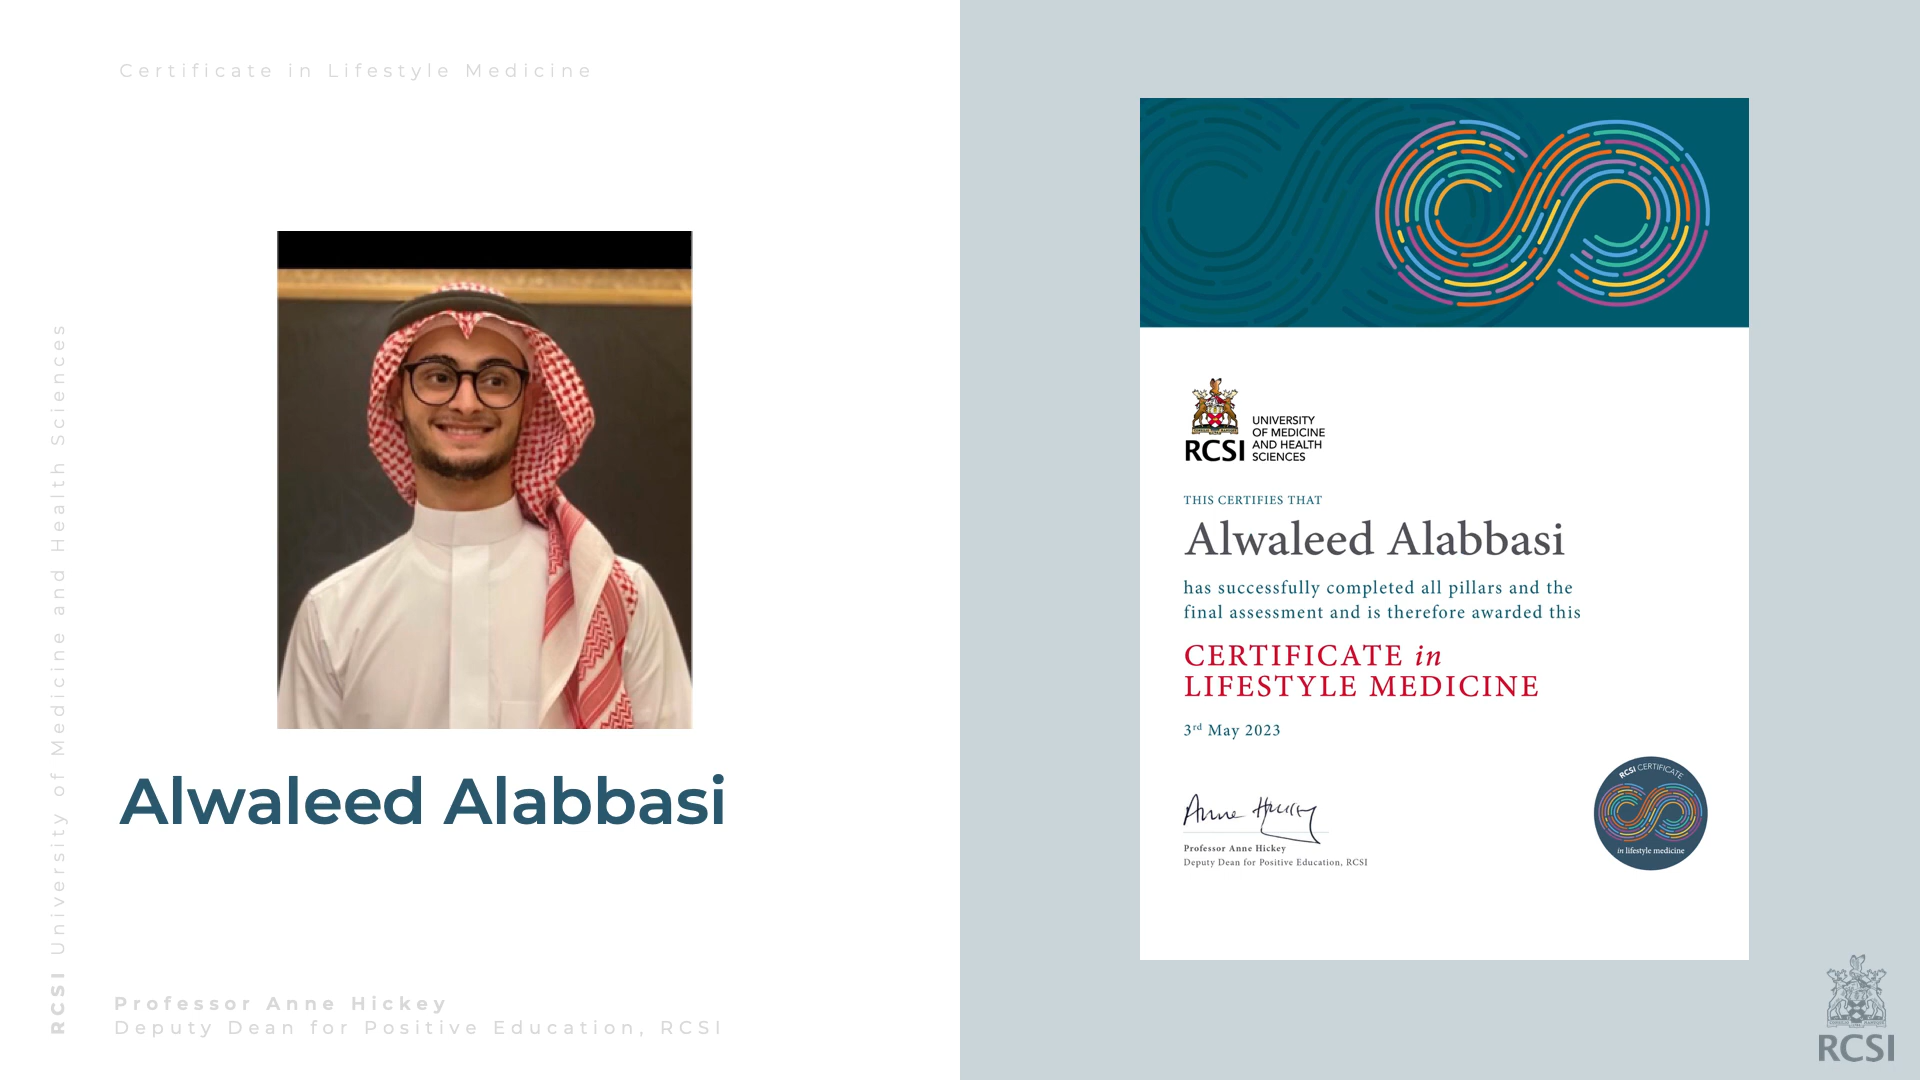 Certificate in Lifestyle Medicine
RCSI University of Medicine and Health Sciences
Alwaleed Alabbasi
Professor Anne Hickey
Deputy Dean for Positive Education, RCSI
RCSI
UNIVERSITY
OF MEDICINE
AND HEALTH
SCIENCES
THIS CERTIFIES THAT
Alwaleed Alabbasi
has successfully completed all pillars and the
final assessment and is therefore awarded this
CERTIFICATE in
LIFESTYLE MEDICINE
3rd May 2023
Anne Hickey
Professor Anne Hickey
Deputy Dean for Positive Education, RCSI
RCSI CERTIFICATE
in lifestyle medicine
RCSI